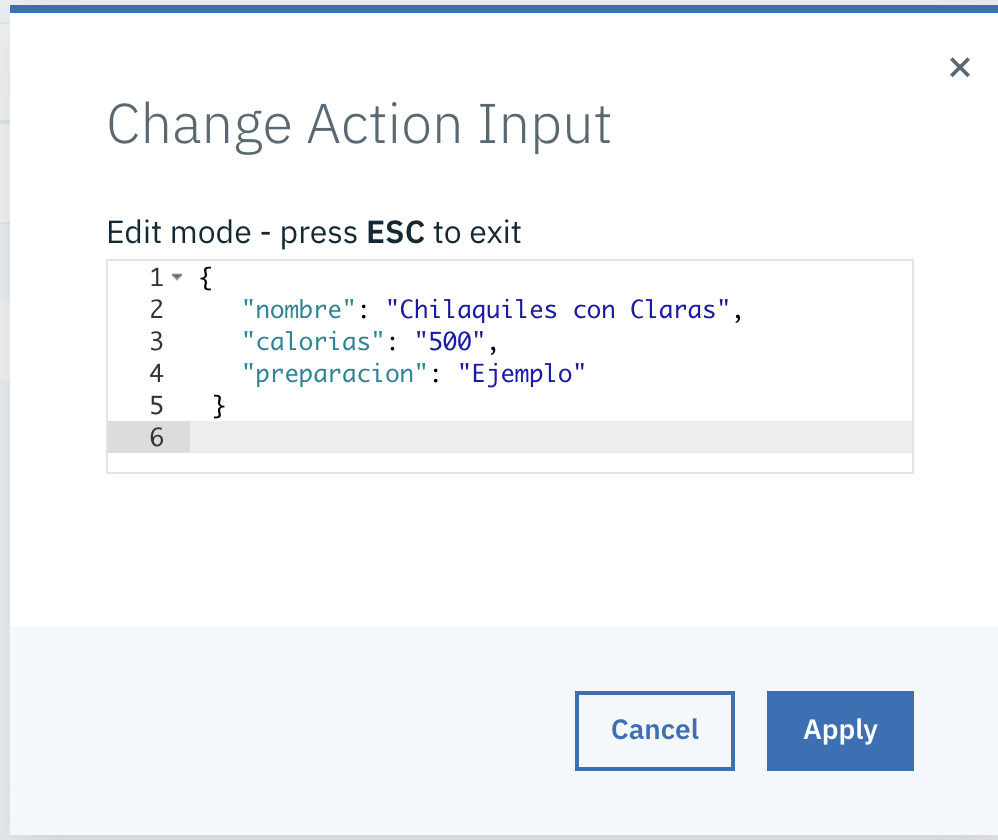 Change Action Input
Edit mode - press ESC to exit
1 {
2 "nombre": "Chilaquiles con Claras",
3 "calorias": "500",
4 "preparacion": "Ejemplo"
5 }
6
Cancel Apply